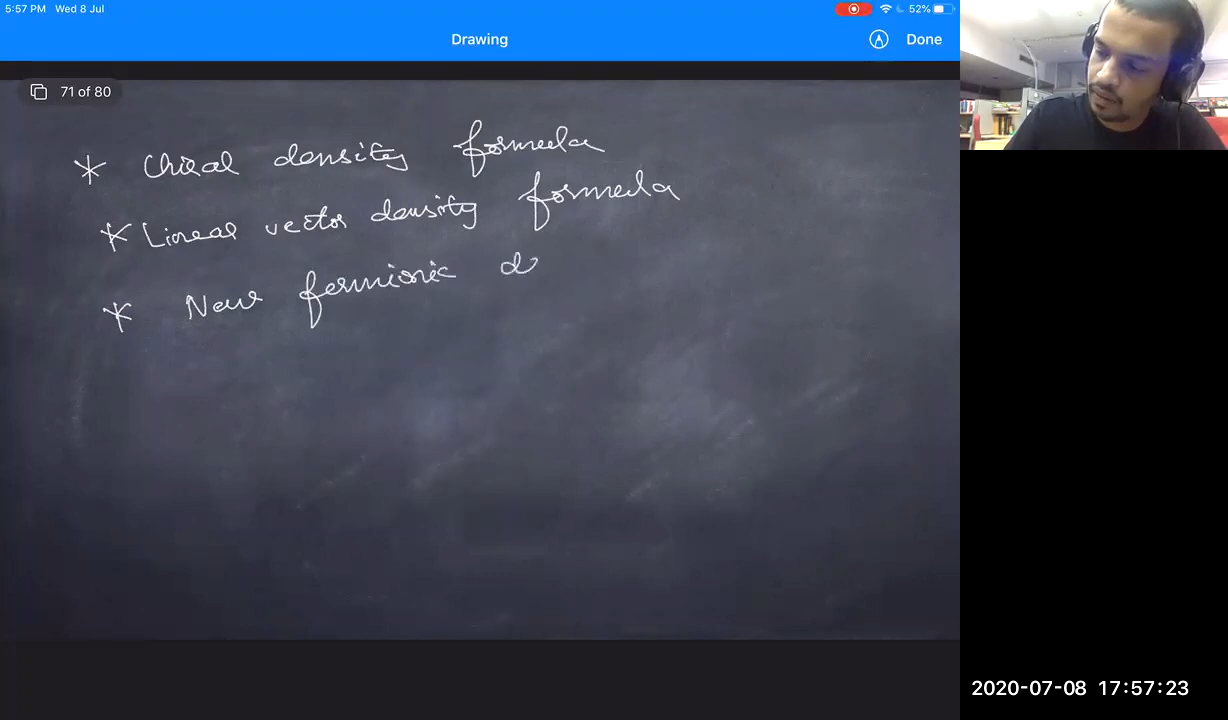 5:57 PM Wed 8 Jul
52%
Drawing
Done
71 of 80
* Chiral density formula
* Lineal vector density formula
* New fermionic d
2020-07-08 17:57:23